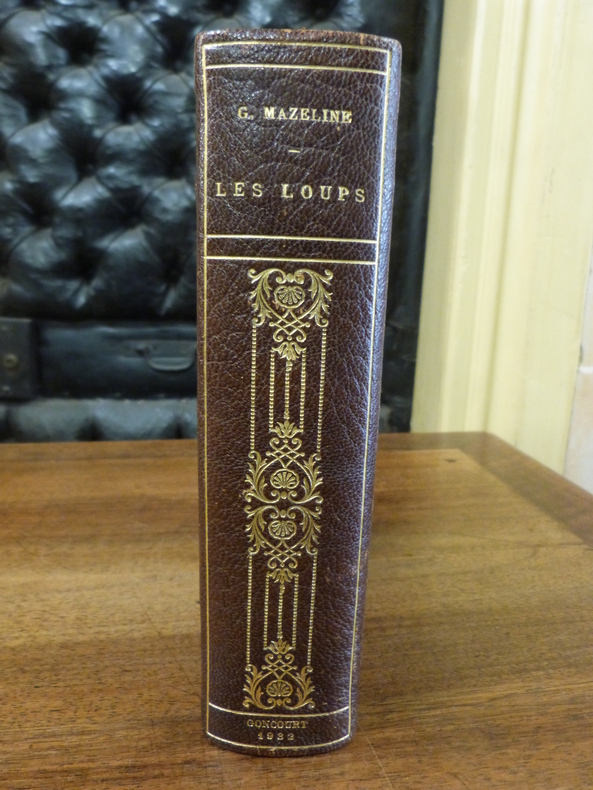 G. MAZELINE
–
LES LOUPS
GONCOURT
1932